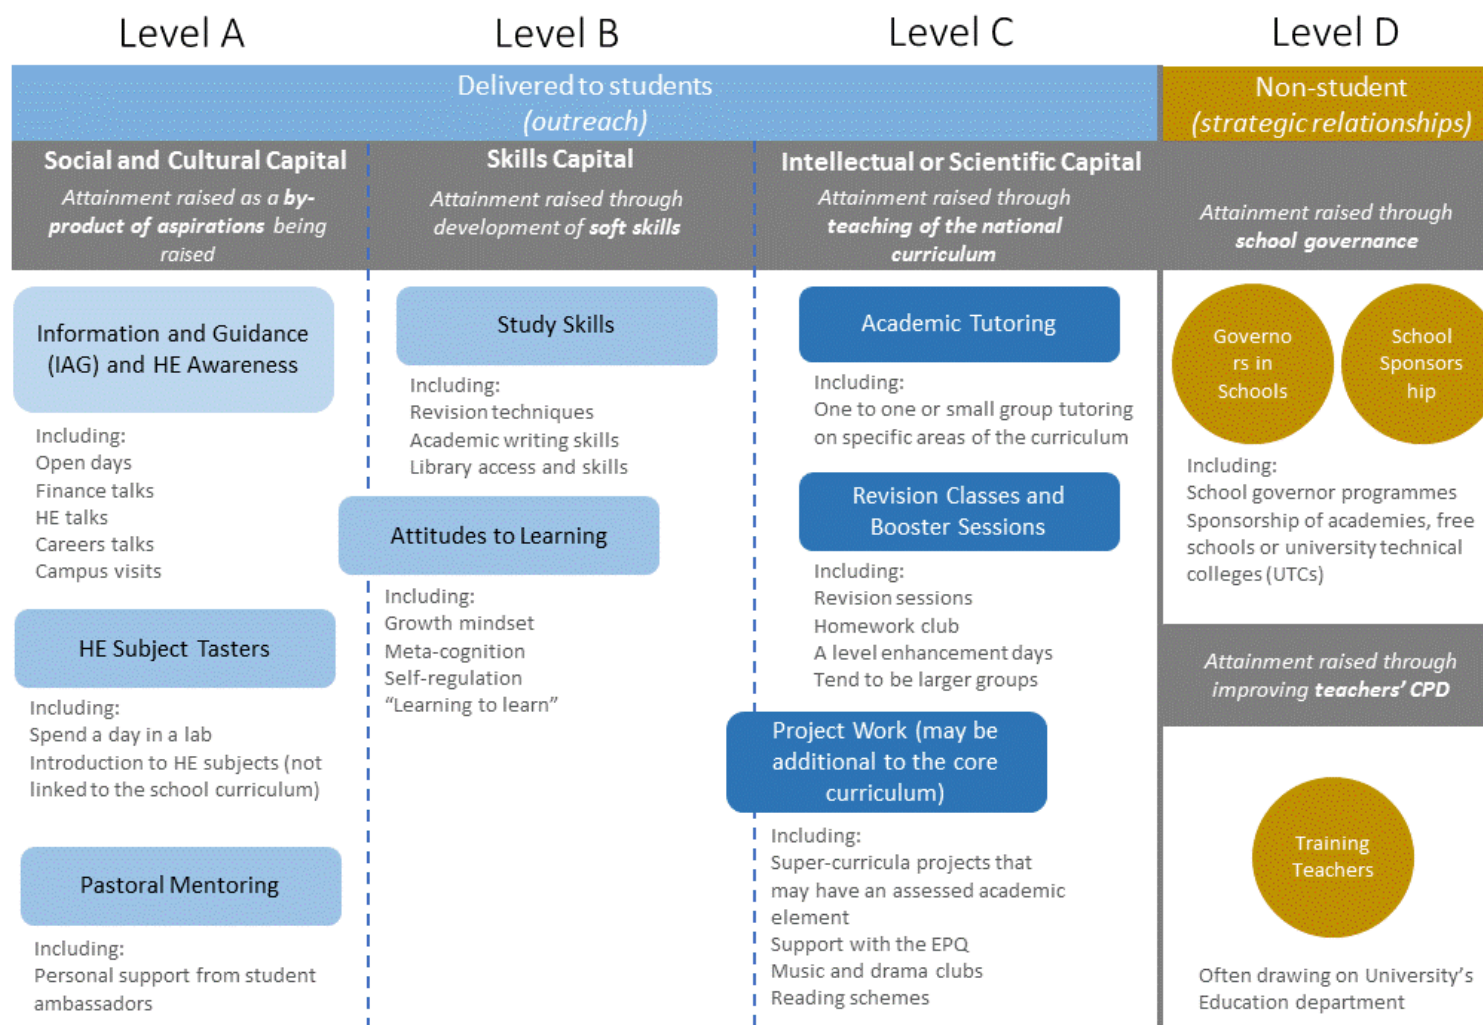 Level A
Level B
Level C
Level D
Delivered to students
(outreach)
Non-student
(strategic relationships)
Social and Cultural Capital
Attainment raised as a by-
product of aspirations being
raised
Skills Capital
Attainment raised through
development of soft skills
Intellectual or Scientific Capital
Attainment raised through
teaching of the national
curriculum
Attainment raised through
school governance
Information and Guidance
(IAG) and HE Awareness
Including:
Open days
Finance talks
HE talks
Careers talks
Campus visits
HE Subject Tasters
Including:
Spend a day in a lab
Introduction to HE subjects (not
linked to the school curriculum)
Pastoral Mentoring
Including:
Personal support from student
ambassadors
Study Skills
Including:
Revision techniques
Academic writing skills
Library access and skills
Attitudes to Learning
Including:
Growth mindset
Meta-cognition
Self-regulation
“Learning to learn”
Academic Tutoring
Including:
One to one or small group tutoring
on specific areas of the curriculum
Revision Classes and
Booster Sessions
Including:
Revision sessions
Homework club
A level enhancement days
Tend to be larger groups
Project Work (may be
additional to the core
curriculum)
Including:
Super-curricula projects that
may have an assessed academic
element
Support with the EPQ
Music and drama clubs
Reading schemes
Governo
rs in
Schools
School
Sponsors
hip
Including:
School governor programmes
Sponsorship of academies, free
schools or university technical
colleges (UTCs)
Attainment raised through
improving teachers’ CPD
Training
Teachers
Often drawing on University’s
Education department